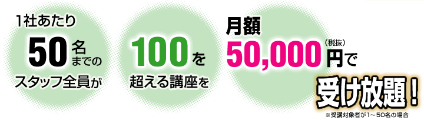 1社あたり
50名までの
スタッフ全員が
100を
超える講座を
月額
50,000円(税抜)で
受け放題！
※受講対象者が1～50名の場合